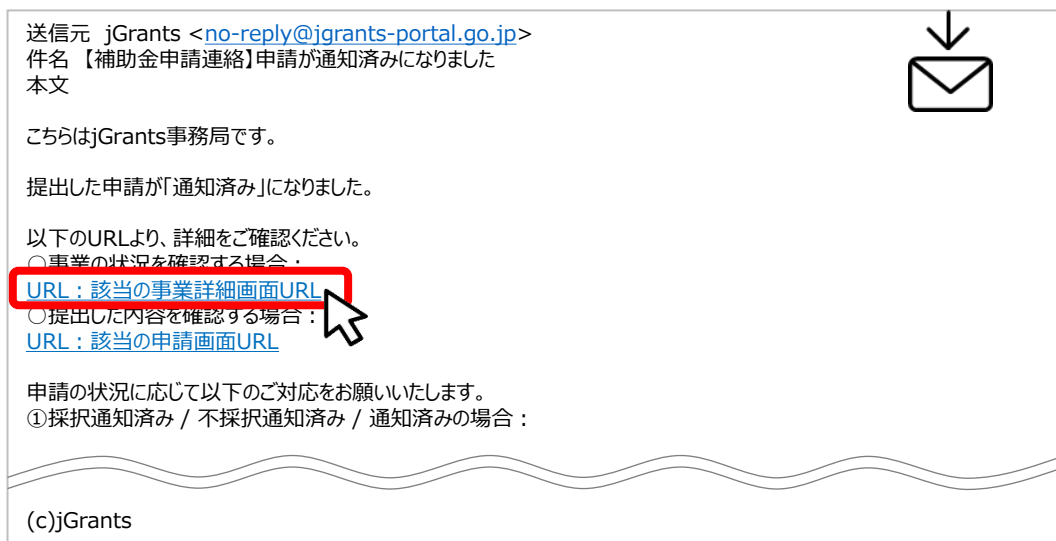 送信元 jGrants <no-reply@jgrants-portal.go.jp>
件名 【補助金申請連絡】申請が通知済みになりました
本文
こちらはjGrants事務局です。
提出した申請が「通知済み」になりました。
以下のURLより、詳細をご確認ください。
○事業の状況を確認する場合：
URL：該当の事業詳細画面URL
○提出した内容を確認する場合：
URL：該当の申請画面URL
申請の状況に応じて以下のご対応をお願いいたします。
①採択通知済み / 不採択通知済み / 通知済みの場合：
(c)jGrants